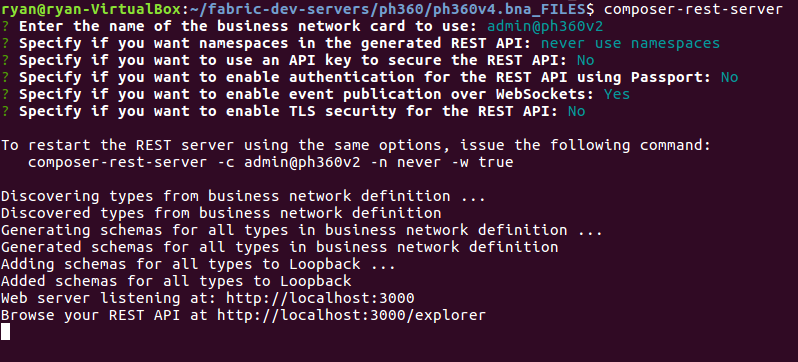 ryan@ryan-VirtualBox:~/fabric-dev-servers/ph360/ph360v4.bna_FILES$ composer-rest-server
? Enter the name of the business network card to use: admin@ph360v2
? Specify if you want namespaces in the generated REST API: never use namespaces
? Specify if you want to use an API key to secure the REST API: No
? Specify if you want to enable authentication for the REST API using Passport: No
? Specify if you want to enable event publication over WebSockets: Yes
? Specify if you want to enable TLS security for the REST API: No
To restart the REST server using the same options, issue the following command:
   composer-rest-server -c admin@ph360v2 -n never -w true
Discovering types from business network definition ...
Discovered types from business network definition
Generating schemas for all types in business network definition ...
Generated schemas for all types in business network definition
Adding schemas for all types to Loopback ...
Added schemas for all types to Loopback
Web server listening at: http://localhost:3000
Browse your REST API at http://localhost:3000/explorer